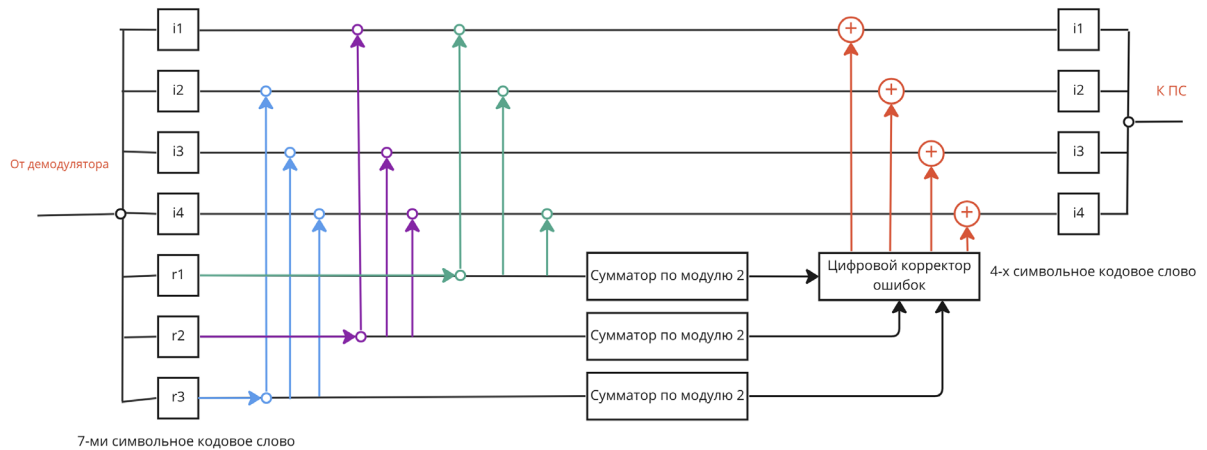 i1
i1
i2
i2
К ПС
i3
i3
От демодулятора
i4
i4
r1
Сумматор по модулю 2
Цифровой корректор
ошибок
4-х символьное кодовое слово
r2
Сумматор по модулю 2
r3
Сумматор по модулю 2
7-ми символьное кодовое слово